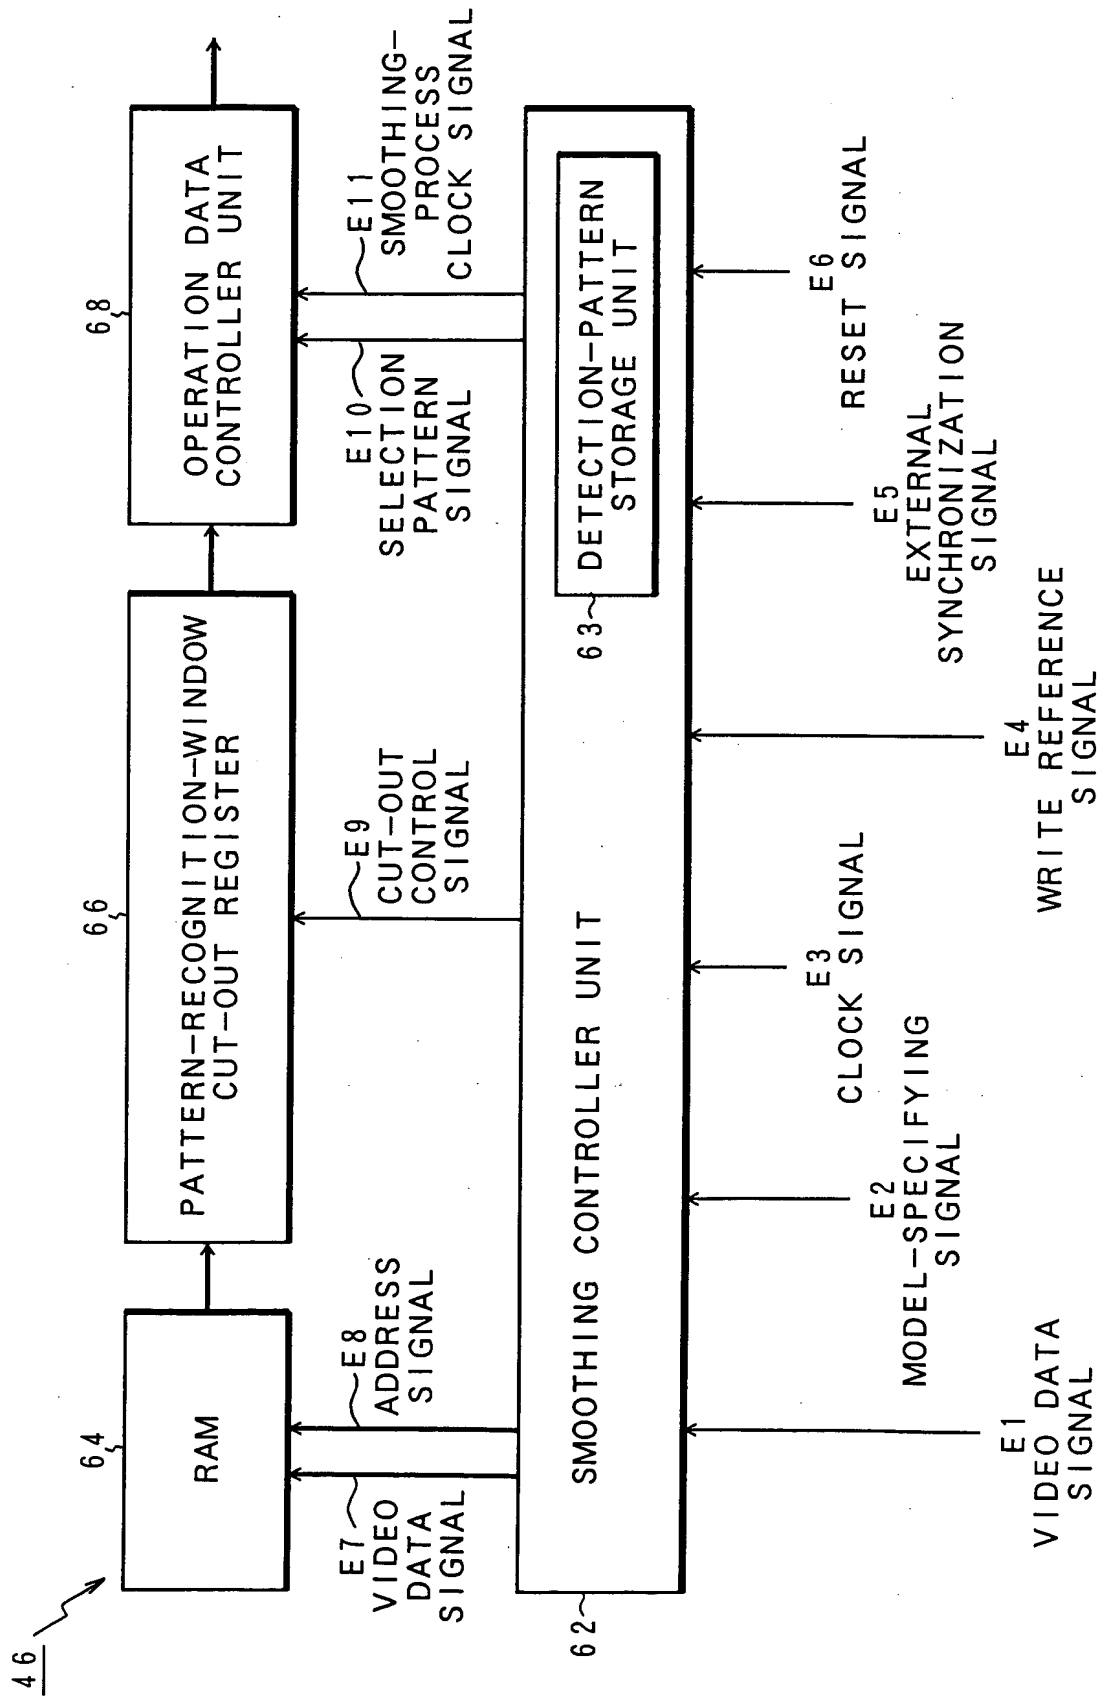 46
64
RAM
66
PATTERN-RECOGNITION-WINDOW
CUT-OUT REGISTER
68
OPERATION DATA
CONTROLLER UNIT
E7
VIDEO
DATA
SIGNAL
E8
ADDRESS
SIGNAL
E9
CUT-OUT
CONTROL
SIGNAL
E10
SELECTION
PATTERN
SIGNAL
E11
SMOOTHING-
PROCESS
CLOCK SIGNAL
62
SMOOTHING CONTROLLER UNIT
63
DETECTION-PATTERN
STORAGE UNIT
E1
VIDEO DATA
SIGNAL
E2
MODEL-SPECIFYING
SIGNAL
E3
CLOCK SIGNAL
E4
WRITE REFERENCE
SIGNAL
E5
EXTERNAL
SYNCHRONIZATION
SIGNAL
E6
RESET SIGNAL